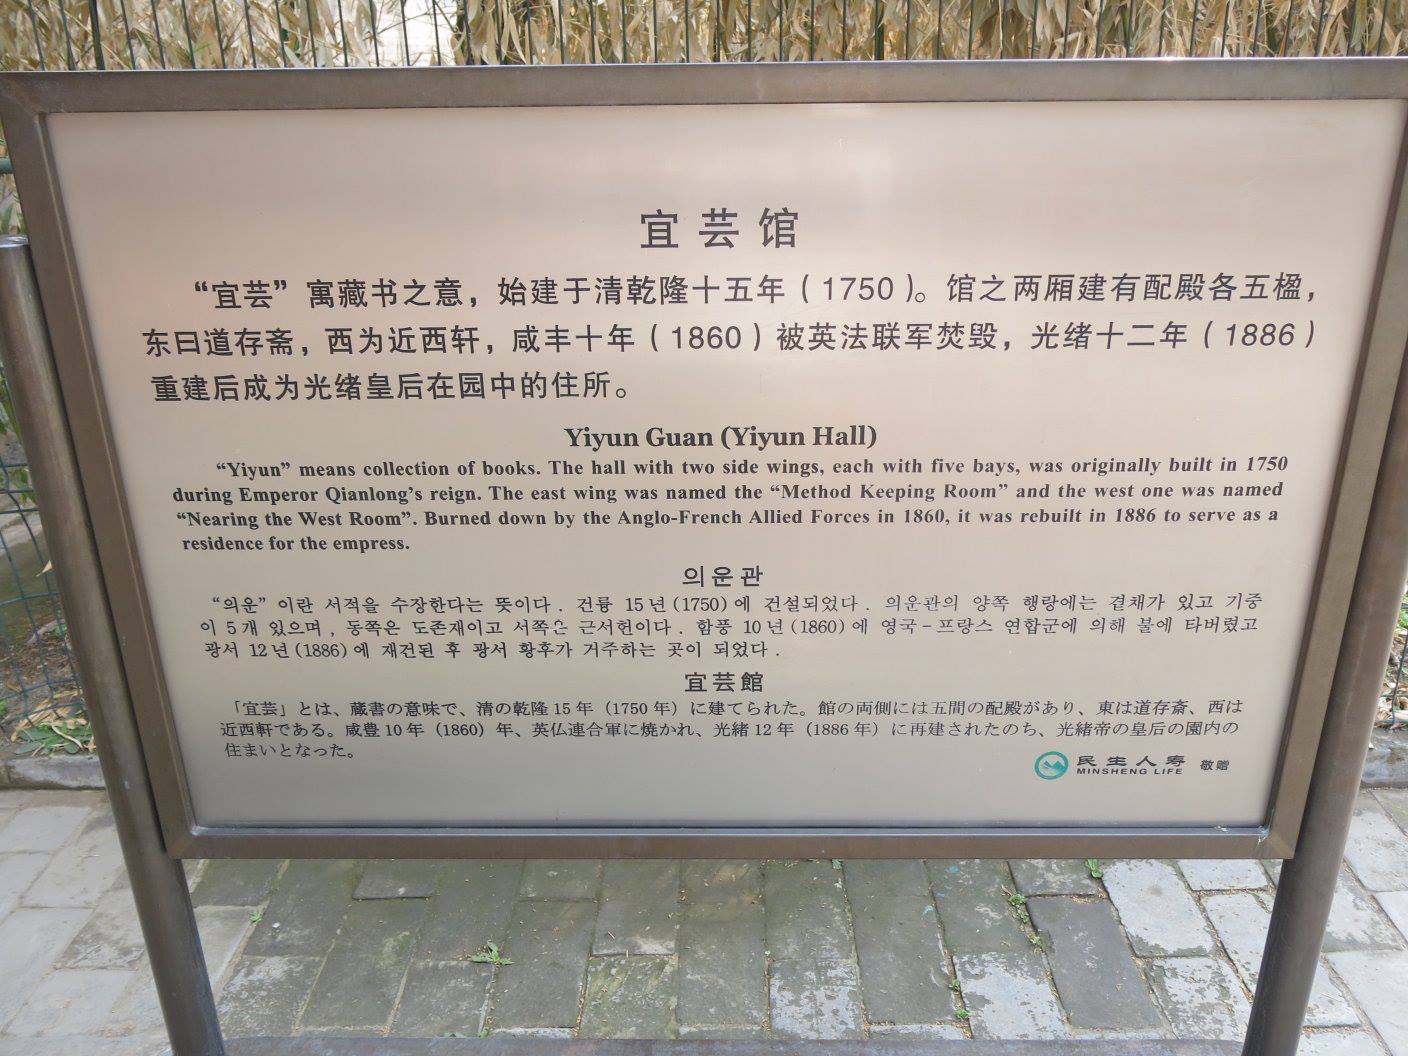 宜芸馆
“宜芸”寓藏书之意，始建于清乾隆十五年（1750）。馆之两厢建有配殿各五楹，
东曰道存斋，西为近西轩，咸丰十年（1860）被英法联军焚毁，光绪十二年（1886）
重建后成为光绪皇后在园中的住所。
Yiyun Guan (Yiyun Hall)
“Yiyun” means collection of books. The hall with two side wings, each with five bays, was originally built in 1750
during Emperor Qianlong’s reign. The east wing was named the “Method Keeping Room” and the west one was named
“Nearing the West Room”. Burned down by the Anglo-French Allied Forces in 1860, it was rebuilt in 1886 to serve as a
residence for the empress.
의운관
“의운” 이란 서적을 수장한다는 뜻이다. 건륭 15년(1750)에 건설되었다. 의운관의 양쪽 행랑에는 곁채가 있고 기중
이 5개 있으며, 동쪽은 도존재이고 서쪽은 근서헌이다. 함풍 10년(1860)에 영국-프랑스 연합군에 의해 불에 타버렸고
광서 12년(1886)에 재건된 후 광서 황후가 거주하는 곳이 되었다.
宜芸館
「宜芸」とは、蔵書の意味で、清の乾隆15年（1750年）に建てられた。館の両側には五間の配殿があり、東は道存斎、西は
近西軒である。咸豊10年（1860）年、英仏連合軍に焼かれ、光緒12年（1886年）に再建されたのち、光緒帝の皇后の園内の
住まいとなった。
民生人寿 敬赠
MINSHENG LIFE